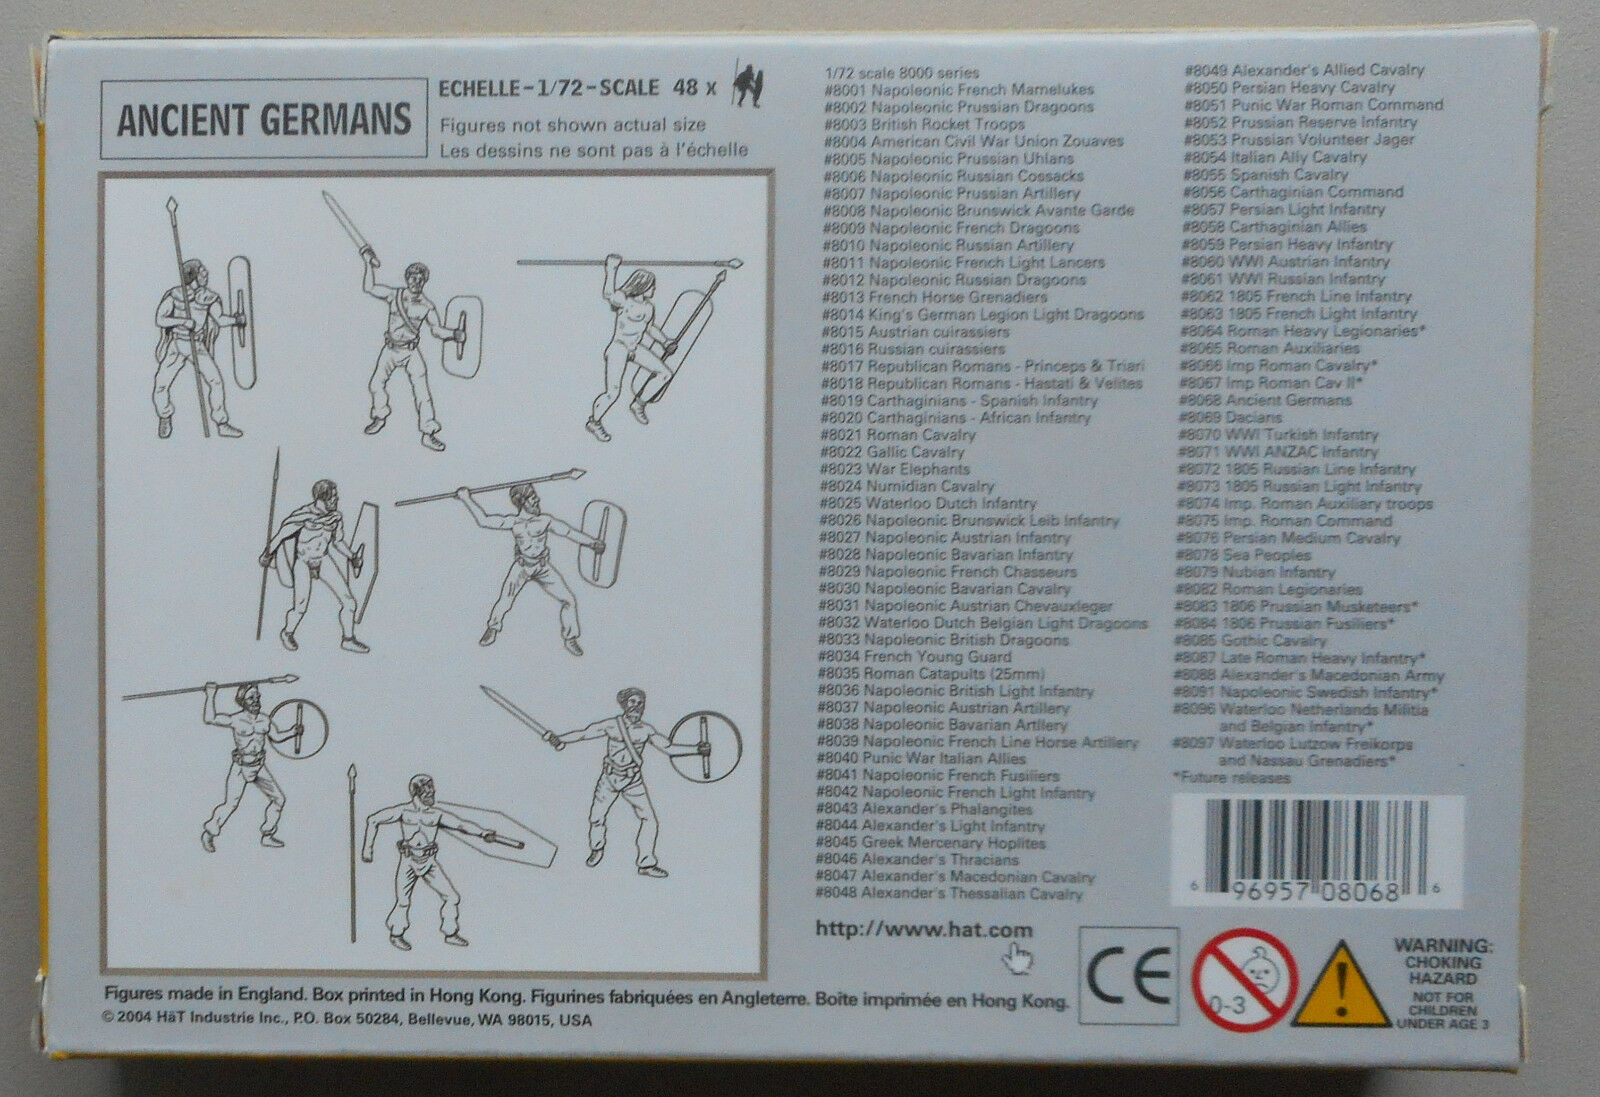 ANCIENT GERMANS
ECHELLE-1/72-SCALE 48 x
Figures not shown actual size
Les dessins ne sont pas à l'échelle
1/72 scale 8000 series
#8001 Napoleonic French Mamelukes
#8002 Napoleonic Prussian Dragoons
#8003 British Rocket Troops
#8004 American Civil War Union Zouaves
#8005 Napoleonic Prussian Uhlans
#8006 Napoleonic Russian Cossacks
#8007 Napoleonic Prussian Artillery
#8008 Napoleonic Brunswick Avante Garde
#8009 Napoleonic French Dragoons
#8010 Napoleonic Russian Artillery
#8011 Napoleonic French Light Lancers
#8012 Napoleonic Russian Dragoons
#8013 French Horse Grenadiers
#8014 King's German Legion Light Dragoons
#8015 Austrian cuirassiers
#8016 Russian cuirassiers
#8017 Republican Romans - Princeps & Triari
#8018 Republican Romans - Hastati & Velites
#8019 Carthaginians - Spanish Infantry
#8020 Carthaginians - African Infantry
#8021 Roman Cavalry
#8022 Gallic Cavalry
#8023 War Elephants
#8024 Numidian Cavalry
#8025 Waterloo Dutch Infantry
#8026 Napoleonic Brunswick Leib Infantry
#8027 Napoleonic Austrian Infantry
#8028 Napoleonic Bavarian Infantry
#8029 Napoleonic French Chasseurs
#8030 Napoleonic Bavarian Cavalry
#8031 Napoleonic Austrian Chevauxleger
#8032 Waterloo Dutch Belgian Light Dragoons
#8033 Napoleonic British Dragoons
#8034 French Young Guard
#8035 Roman Catapults (25mm)
#8036 Napoleonic British Light Infantry
#8037 Napoleonic Austrian Artillery
#8038 Napoleonic Bavarian Artillery
#8039 Napoleonic French Line Horse Artillery
#8040 Punic War Italian Allies
#8041 Napoleonic French Fusiliers
#8042 Napoleonic French Light Infantry
#8043 Alexander's Phalangites
#8044 Alexander's Light Infantry
#8045 Greek Mercenary Hoplites
#8046 Alexander's Thracians
#8047 Alexander's Macedonian Cavalry
#8048 Alexander's Thessalian Cavalry
#8049 Alexander's Allied Cavalry
#8050 Persian Heavy Cavalry
#8051 Punic War Roman Command
#8052 Prussian Reserve Infantry
#8053 Prussian Volunteer Jager
#8054 Italian Ally Cavalry
#8055 Spanish Cavalry
#8056 Carthaginian Command
#8057 Persian Light Infantry
#8058 Carthaginian Allies
#8059 Persian Heavy Infantry
#8060 WWI Austrian Infantry
#8061 WWI Russian Infantry
#8062 1805 French Line Infantry
#8063 1805 French Light Infantry
#8064 Roman Heavy Legionaries*
#8065 Roman Auxiliaries
#8066 Imp Roman Cavalry*
#8067 Imp Roman Cav II*
#8068 Ancient Germans
#8069 Dacians
#8070 WWI Turkish Infantry
#8071 WWI ANZAC Infantry
#8072 1805 Russian Line Infantry
#8073 1805 Russian Light Infantry
#8074 Imp. Roman Auxiliary troops
#8075 Imp. Roman Command
#8076 Persian Medium Cavalry
#8078 Sea Peoples
#8079 Nubian Infantry
#8082 Roman Legionaries
#8083 1806 Prussian Musketeers*
#8084 1806 Prussian Fusiliers*
#8085 Gothic Cavalry
#8087 Late Roman Heavy Infantry*
#8088 Alexander's Macedonian Army
#8091 Napoleonic Swedish Infantry*
#8096 Waterloo Netherlands Militia
and Belgian Infantry*
#8097 Waterloo Lutzow Freikorps
and Nassau Grenadiers*
*Future releases
6 96957 08068 6
http://www.hat.com
CE
0-3
WARNING:
CHOKING
HAZARD
NOT FOR
CHILDREN
UNDER AGE 3
Figures made in England. Box printed in Hong Kong. Figurines fabriquées en Angleterre. Boîte imprimée en Hong Kong.
© 2004 HäT Industrie Inc., P.O. Box 50284, Bellevue, WA 98015, USA